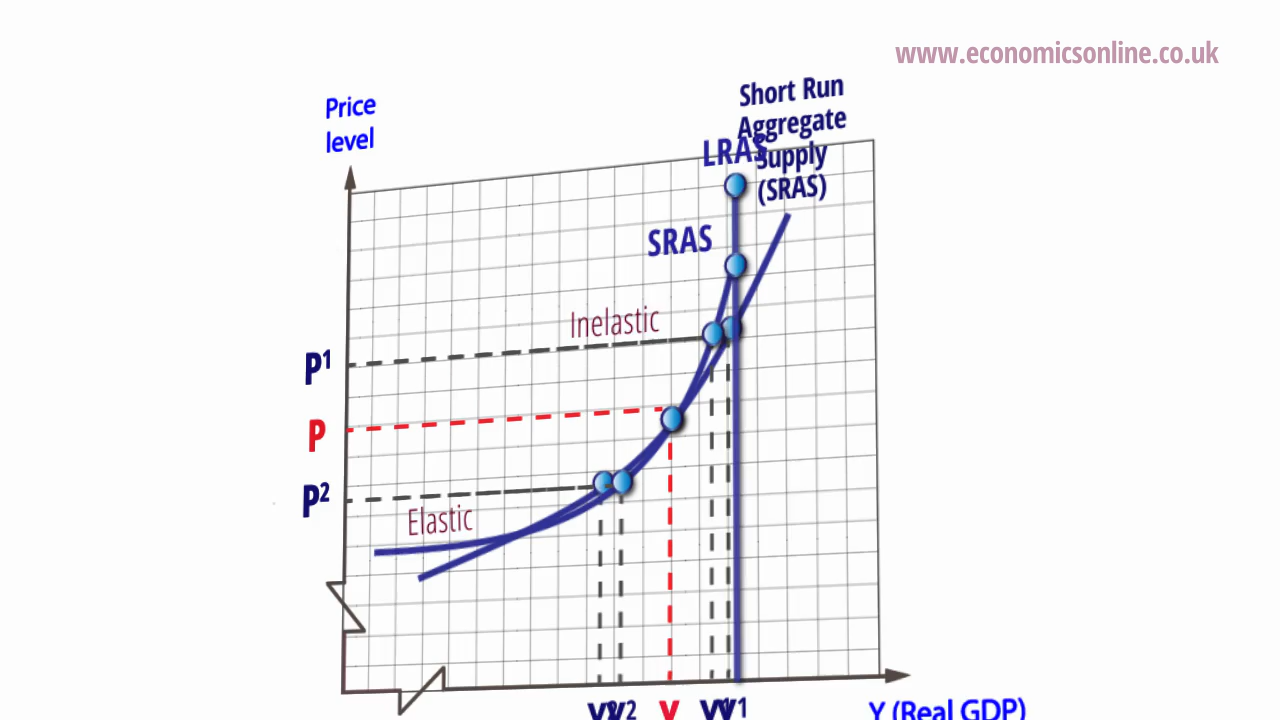 www.economicsonline.co.uk
Short Run
Aggregate
Supply
(SRAS)
Price
level
LRAS
SRAS
Inelastic
P1
P
P2
Elastic
Y
Y (Real GDP)